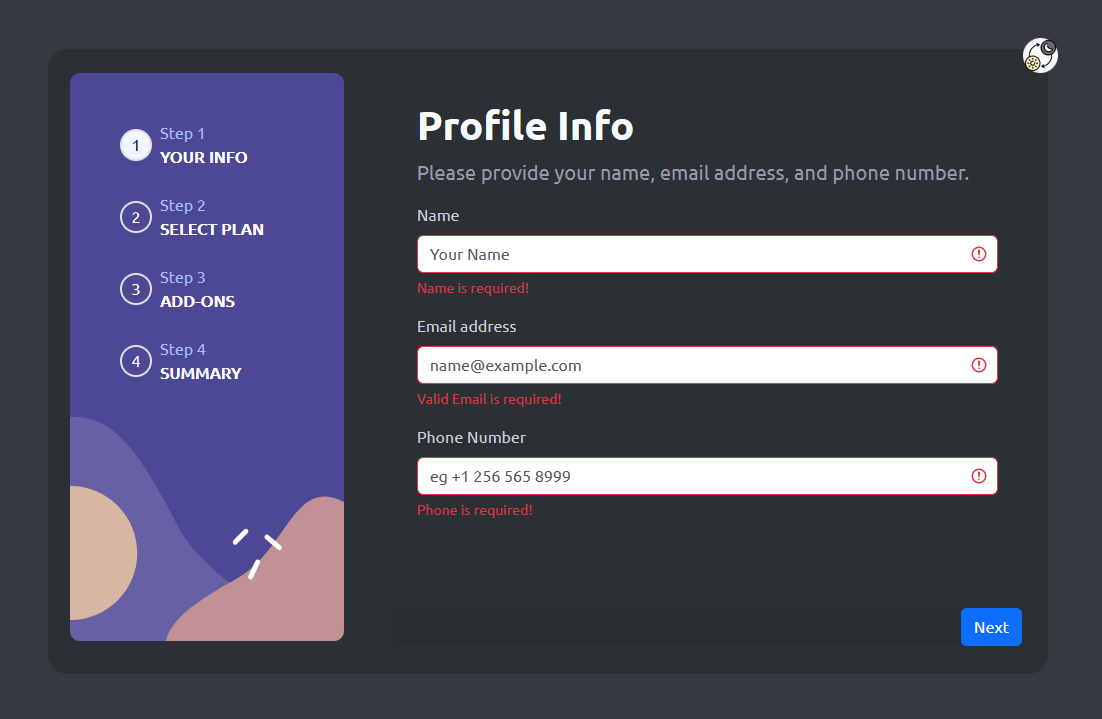 1
Step 1
YOUR INFO
2
Step 2
SELECT PLAN
3
Step 3
ADD-ONS
4
Step 4
SUMMARY
Profile Info
Please provide your name, email address, and phone number.
Name
Your Name
Name is required!
Email address
name@example.com
Valid Email is required!
Phone Number
eg +1 256 565 8999
Phone is required!
Next